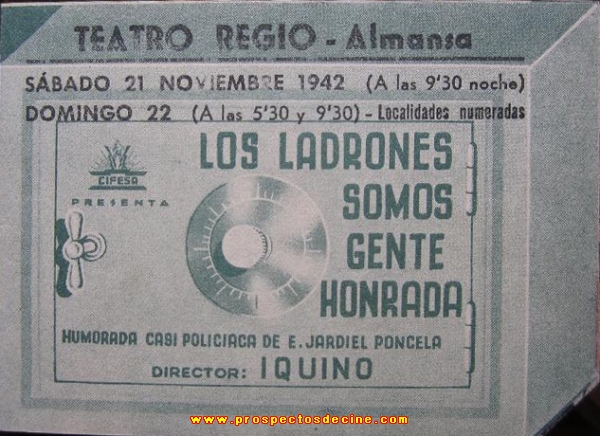 TEATRO REGIO - Almansa
SÁBADO 21 NOVIEMBRE 1942 (A las 9'30 noche)
DOMINGO 22 (A las 5'30 y 9'30) - Localidades numeradas
CIFESA
PRESENTA
LOS LADRONES
SOMOS
GENTE
HONRADA
HUMORADA CASI POLICIACA DE E. JARDIEL PONCELA
DIRECTOR: IQUINO
www.prospectosdecine.com